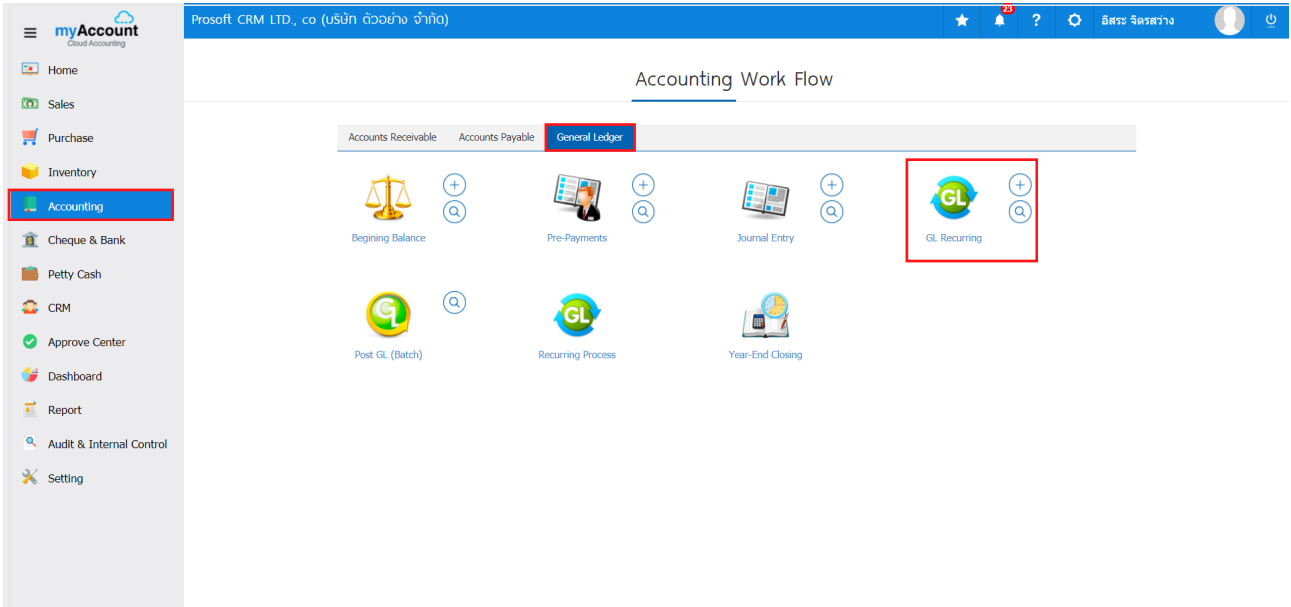 myAccount
Cloud Accounting
Prosoft CRM LTD., co (บริษัท ตัวอย่าง จำกัด)
23
?
อิสระ จิตรสว่าง
Home
Sales
Purchase
Inventory
Accounting
Cheque & Bank
Petty Cash
CRM
Approve Center
Dashboard
Report
Audit & Internal Control
Setting
Accounting Work Flow
Accounts Receivable Accounts Payable General Ledger
GL
Begining Balance Pre-Payments Journal Entry GL Recurring
GL
Post GL (Batch) Recurring Process Year-End Closing